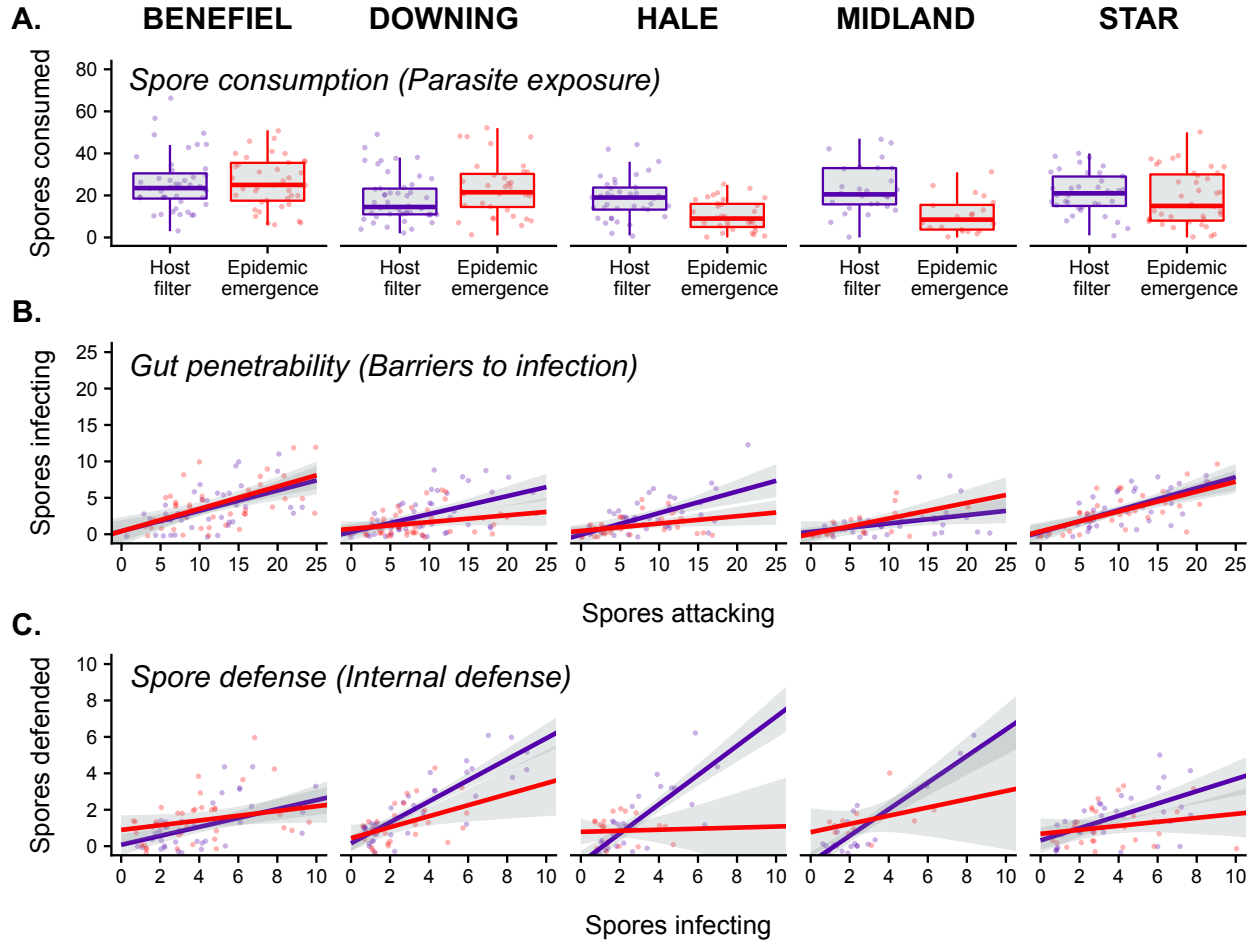 A. BENEFIEL DOWNING HALE MIDLAND STAR
Spore consumption (Parasite exposure)
Spores consumed
80
60
40
20
0
Host filter Epidemic emergence Host filter Epidemic emergence Host filter Epidemic emergence Host filter Epidemic emergence Host filter Epidemic emergence
B.
Gut penetrability (Barriers to infection)
Spores infecting
25
20
15
10
5
0
0 5 10 15 20 25 0 5 10 15 20 25 0 5 10 15 20 25 0 5 10 15 20 25 0 5 10 15 20 25
Spores attacking
C.
Spore defense (Internal defense)
Spores defended
10
8
6
4
2
0
0 2 4 6 8 10 0 2 4 6 8 10 0 2 4 6 8 10 0 2 4 6 8 10 0 2 4 6 8 10
Spores infecting